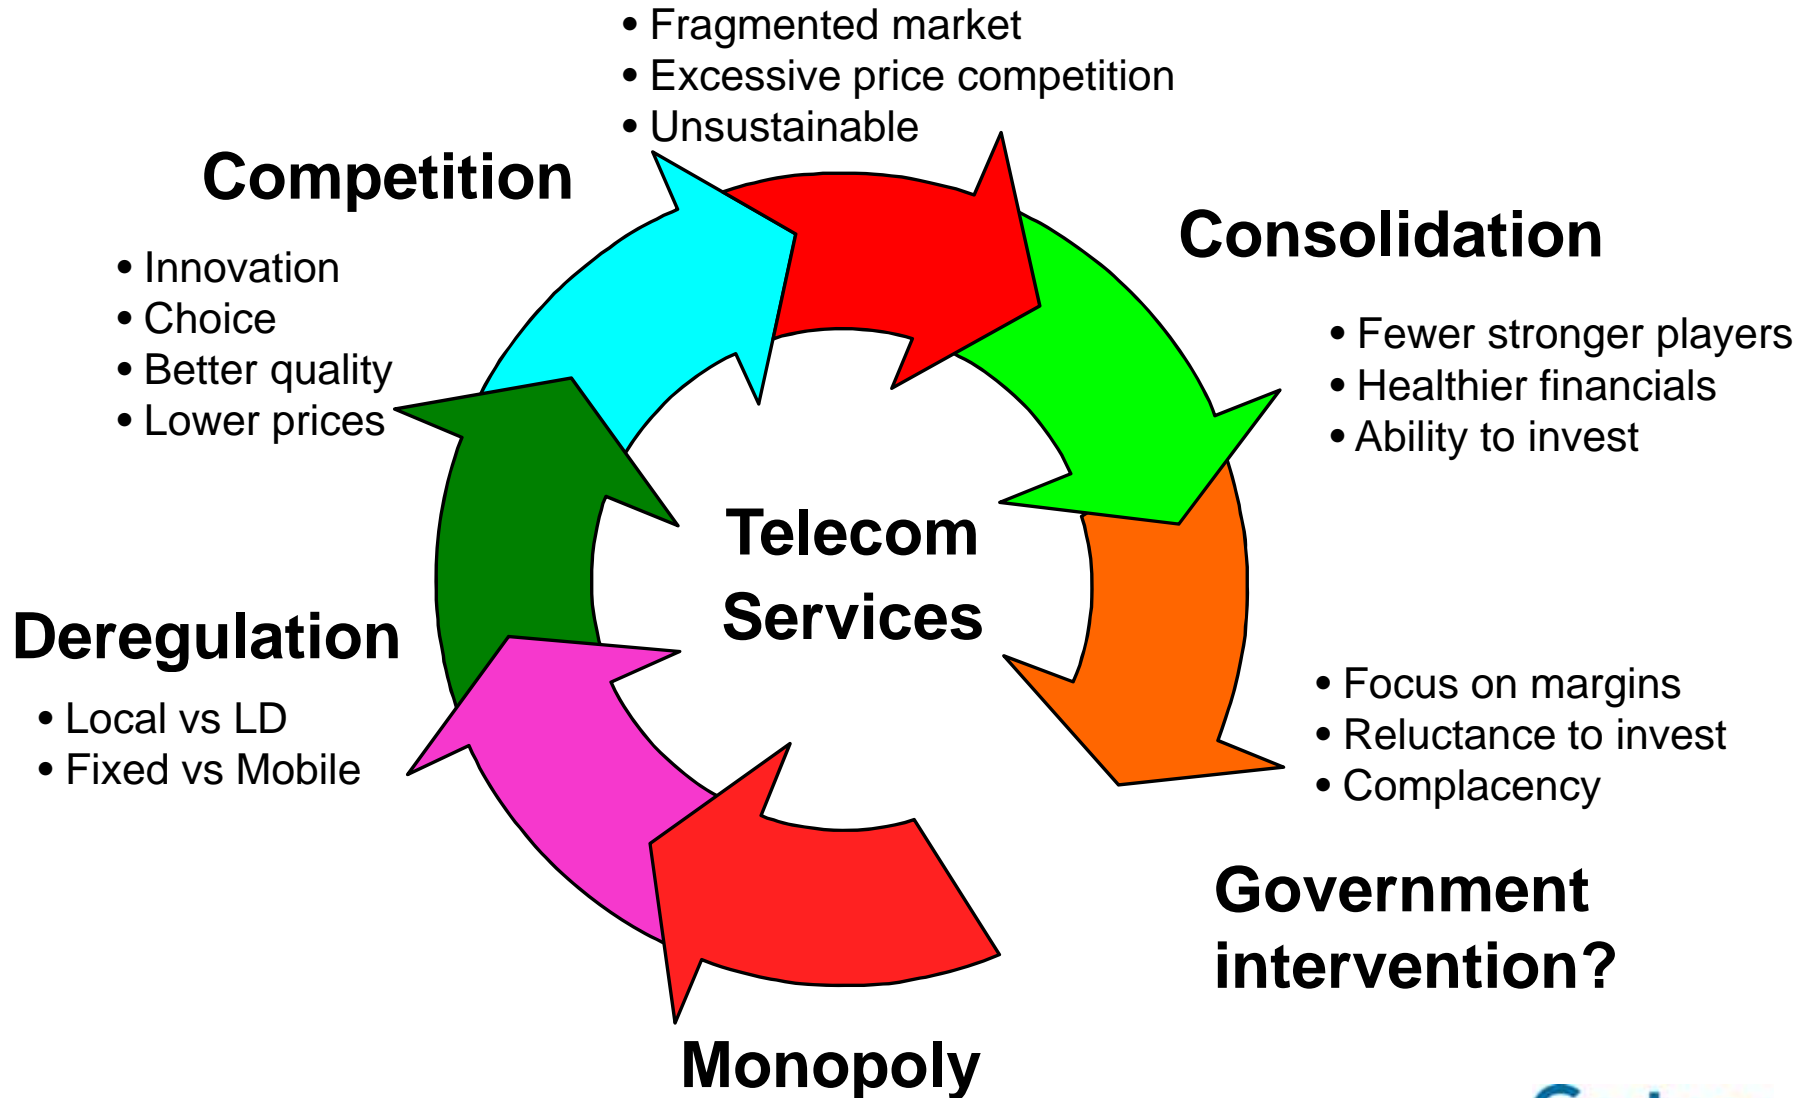 • Fragmented market
• Excessive price competition
• Unsustainable
Competition
• Innovation
• Choice
• Better quality
• Lower prices
Consolidation
• Fewer stronger players
• Healthier financials
• Ability to invest
Telecom
Services
Deregulation
• Local vs LD
• Fixed vs Mobile
• Focus on margins
• Reluctance to invest
• Complacency
Government
intervention?
Monopoly